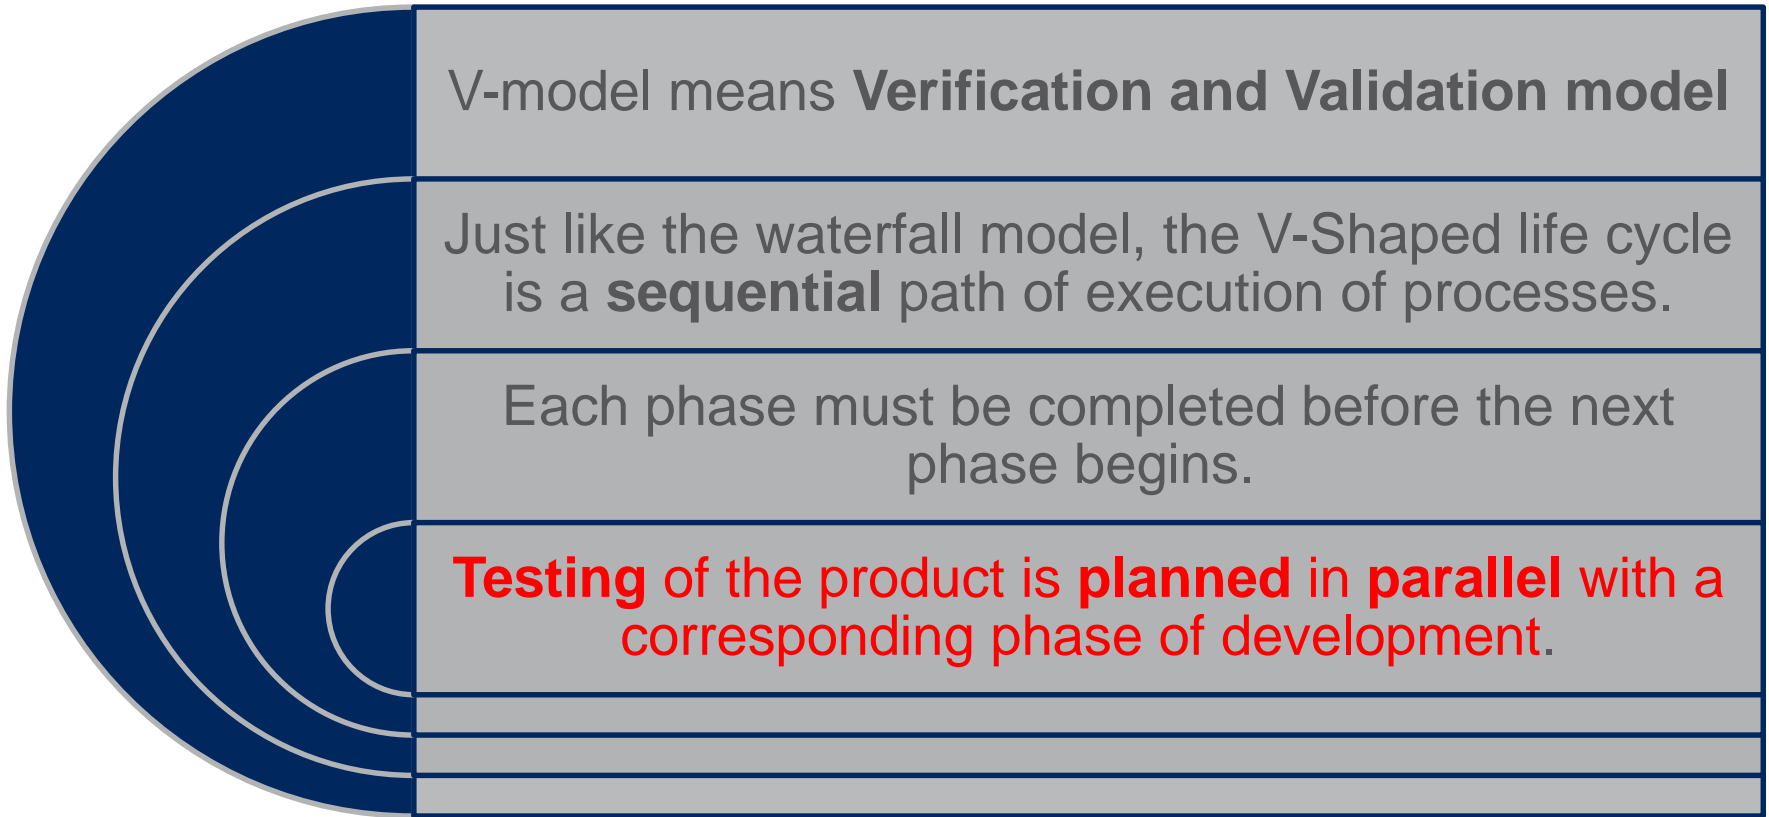 V-model means Verification and Validation model
Just like the waterfall model, the V-Shaped life cycle
is a sequential path of execution of processes.
Each phase must be completed before the next
phase begins.
Testing of the product is planned in parallel with a
corresponding phase of development.